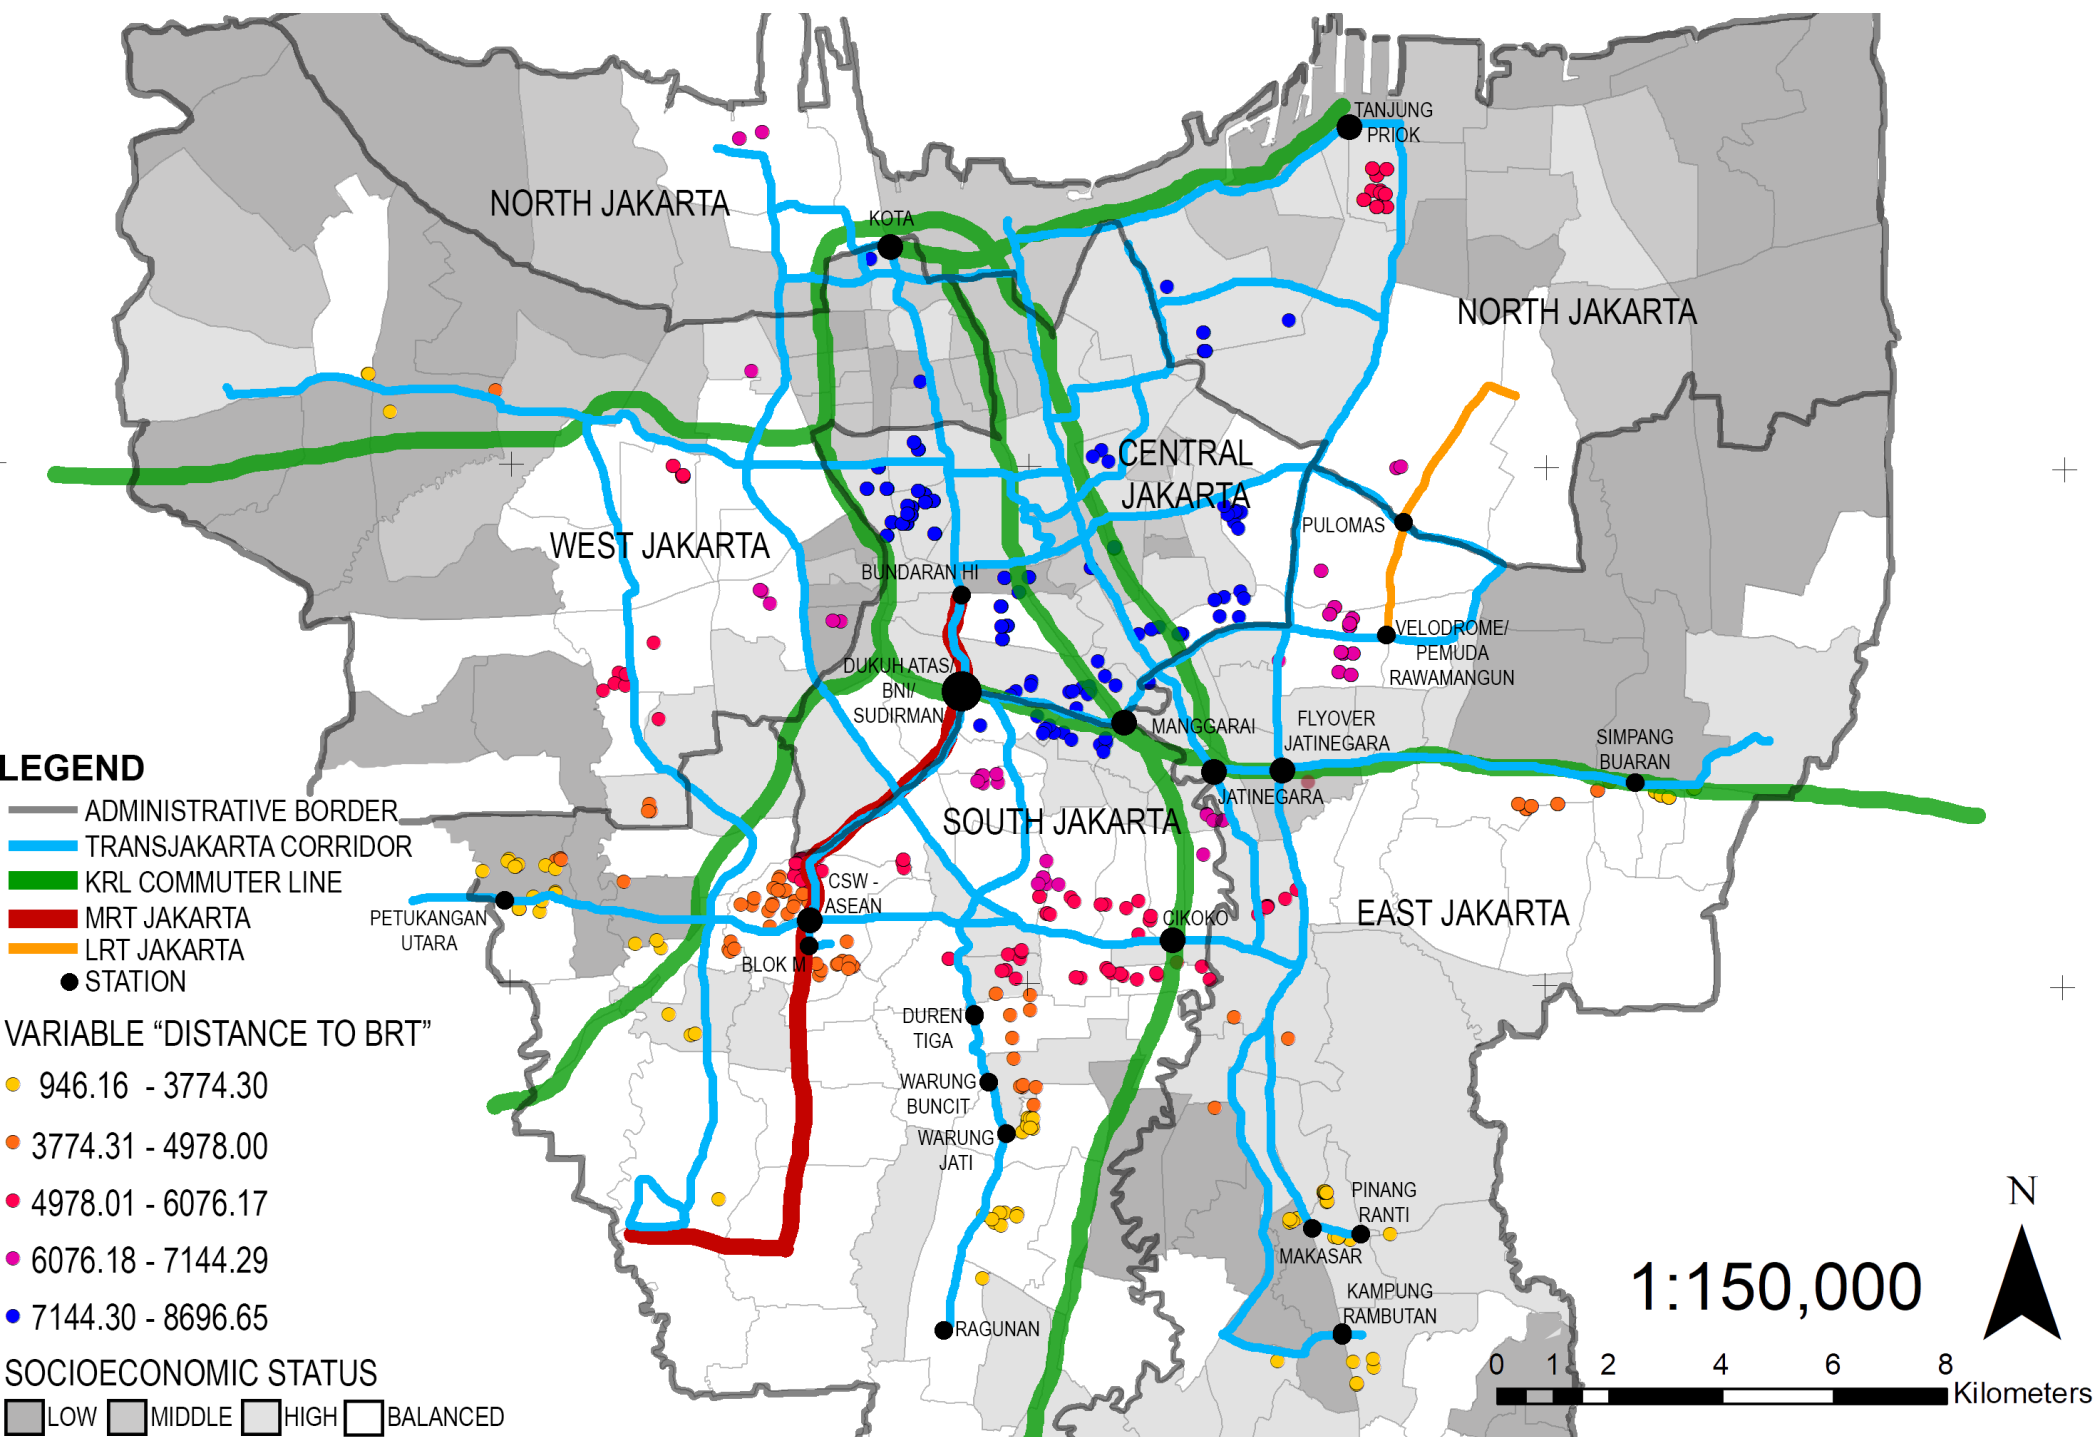 TANJUNG
PRIOK
NORTH JAKARTA
KOTA
NORTH JAKARTA
CENTRAL
JAKARTA
PULOMAS
WEST JAKARTA
BUNDARAN HI
VELODROME/
PEMUDA
RAWAMANGUN
DUKUH ATAS/
BNI/
SUDIRMAN
MANGGARAI
FLYOVER
JATINEGARA
SIMPANG
BUARAN
JATINEGARA
SOUTH JAKARTA
CSW -
ASEAN
PETUKANGAN
UTARA
CIKOKO
EAST JAKARTA
BLOK M
DUREN
TIGA
WARUNG
BUNCIT
WARUNG
JATI
PINANG
RANTI
MAKASAR
KAMPUNG
RAMBUTAN
RAGUNAN
LEGEND
ADMINISTRATIVE BORDER
TRANSJAKARTA CORRIDOR
KRL COMMUTER LINE
MRT JAKARTA
LRT JAKARTA
STATION
VARIABLE “DISTANCE TO BRT”
946.16 - 3774.30
3774.31 - 4978.00
4978.01 - 6076.17
6076.18 - 7144.29
7144.30 - 8696.65
SOCIOECONOMIC STATUS
LOW MIDDLE HIGH BALANCED
N
1:150,000
0 1 2 4 6 8
Kilometers